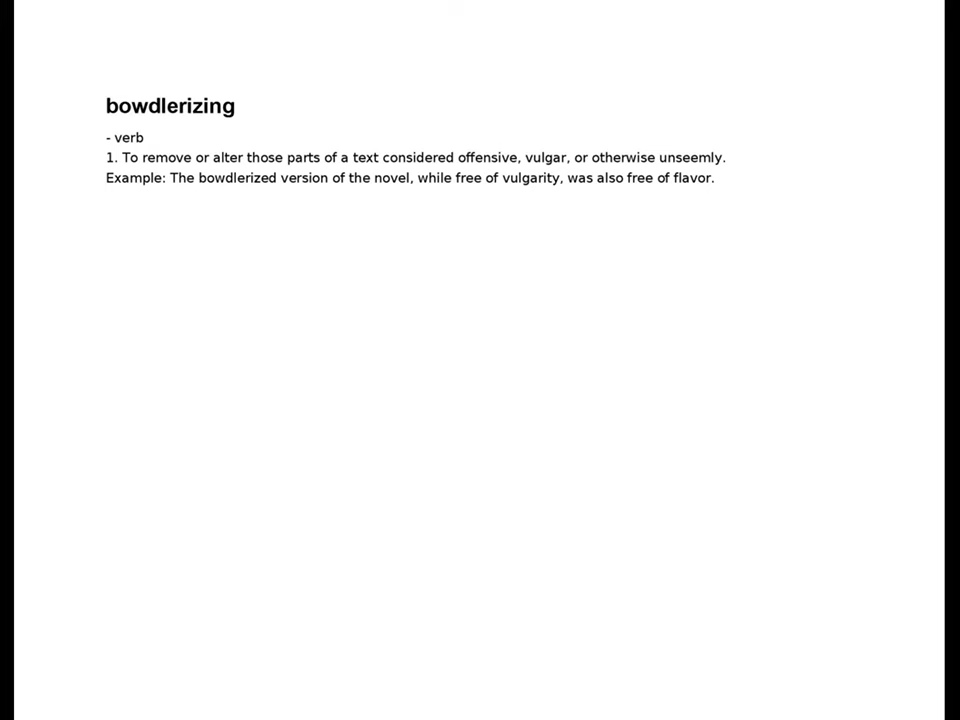 bowdlerizing
- verb
1. To remove or alter those parts of a text considered offensive, vulgar, or otherwise unseemly.
Example: The bowdlerized version of the novel, while free of vulgarity, was also free of flavor.